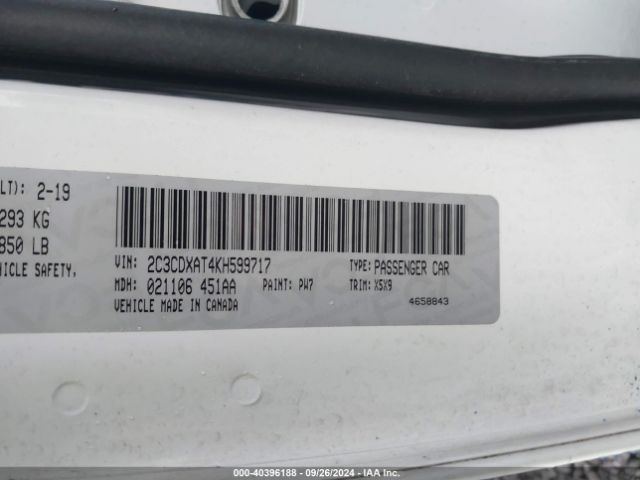 LT): 2-19
293 KG
850 LB
HICLE SAFETY,
VIN: 2C3CDXAT4KH599717 TYPE: PASSENGER CAR
MDH: 021106 451AA PAINT: PW7 TRIM: X5X9
VEHICLE MADE IN CANADA 4658843
000-40396188 - 09/26/2024 - IAA Inc.